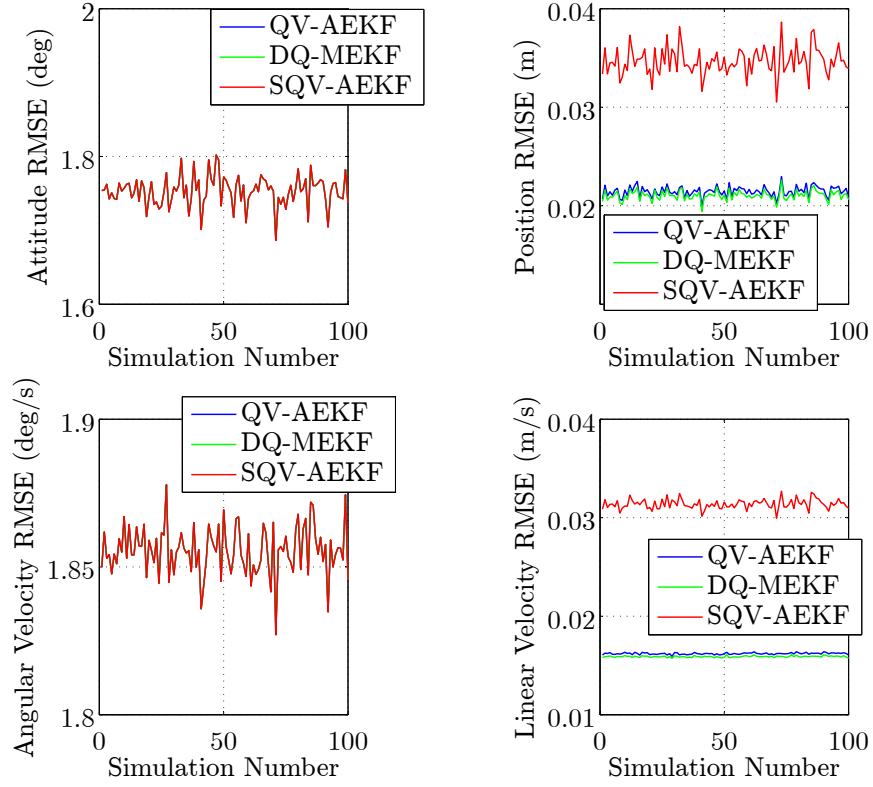 Attitude RMSE (deg)
2
1.8
1.6
0
50
100
Simulation Number
QV-AEKF
DQ-MEKF
SQV-AEKF
Position RMSE (m)
0.04
0.03
0.02
0
50
100
Simulation Number
QV-AEKF
DQ-MEKF
SQV-AEKF
Angular Velocity RMSE (deg/s)
1.9
1.85
1.8
0
50
100
Simulation Number
QV-AEKF
DQ-MEKF
SQV-AEKF
Linear Velocity RMSE (m/s)
0.04
0.03
0.02
0.01
0
50
100
Simulation Number
QV-AEKF
DQ-MEKF
SQV-AEKF